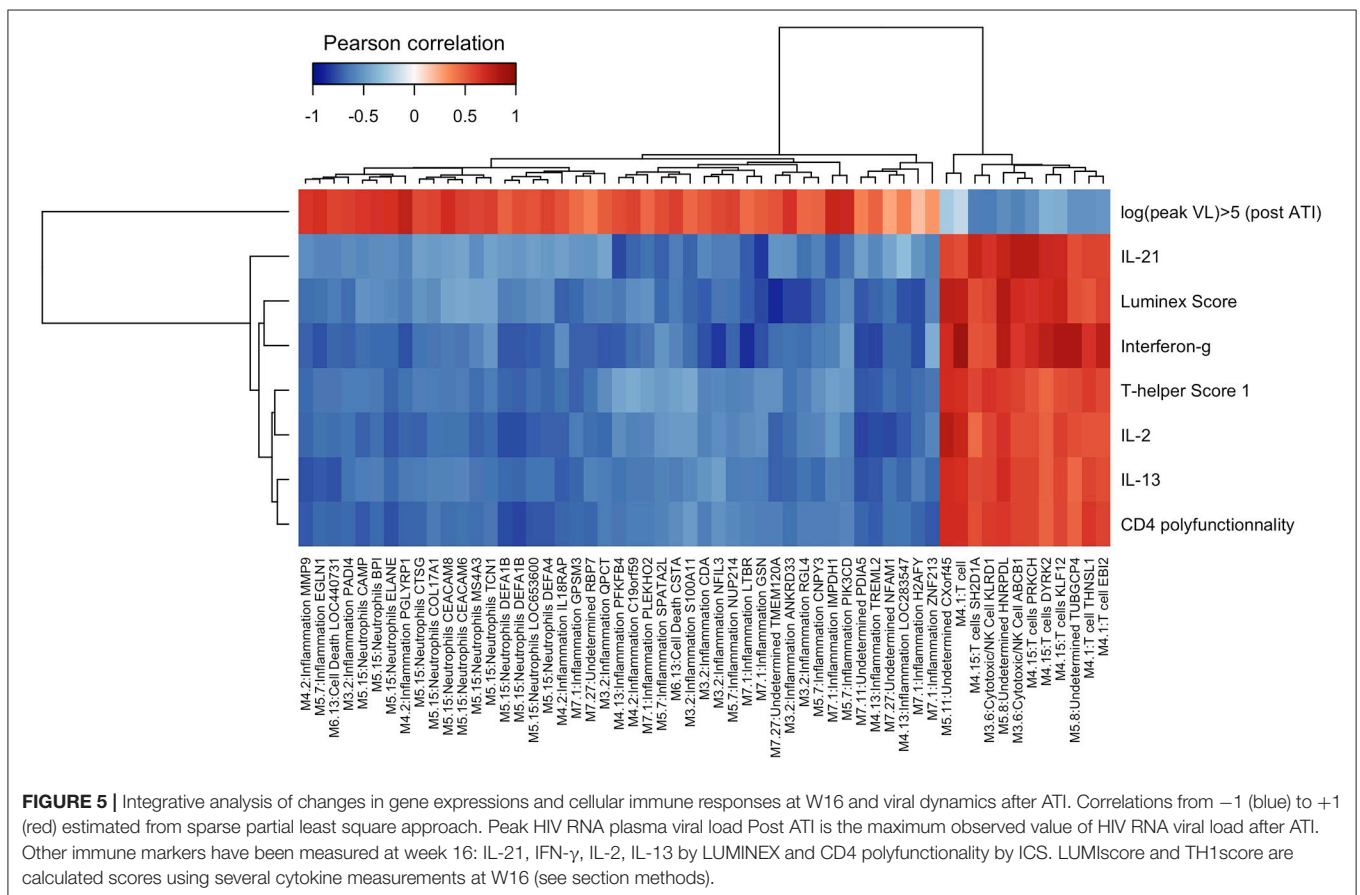 Pearson correlation
-1 -0.5 0 0.5 1
log(peak VL)>5 (post ATI)
IL-21
Luminex Score
Interferon-g
T-helper Score 1
IL-2
IL-13
CD4 polyfunctionnality
M4.2:Inflammation MMP9
M5.7:Inflammation EGLN1
M6.13:Cell Death LOC440731
M3.2:Inflammation PADI4
M5.15:Neutrophils CAMP
M5.15:Neutrophils BPI
M5.15:Neutrophils ELANE
M4.2:Inflammation PGLYRP1
M5.15:Neutrophils CTSG
M5.15:Neutrophils COL17A1
M5.15:Neutrophils CEACAM8
M5.15:Neutrophils CEACAM6
M5.15:Neutrophils MS4A3
M5.15:Neutrophils TCN1
M5.15:Neutrophils DEFA1B
M5.15:Neutrophils DEFA1B
M5.15:Neutrophils LOC653600
M5.15:Neutrophils DEFA4
M4.2:Inflammation IL18RAP
M7.1:Inflammation GPSM3
M7.27:Undetermined RBP7
M3.2:Inflammation QPCT
M4.13:Inflammation PFKFB4
M4.2:Inflammation C19orf59
M7.1:Inflammation PLEKHO2
M5.7:Inflammation SPATA2L
M6.13:Cell Death CSTA
M3.2:Inflammation S100A11
M3.2:Inflammation CDA
M3.2:Inflammation NFIL3
M5.7:Inflammation NUP214
M7.1:Inflammation LTBR
M7.1:Inflammation GSN
M7.27:Undetermined TMEM120A
M3.2:Inflammation ANKRD33
M3.2:Inflammation RGL4
M5.7:Inflammation CNPY3
M7.1:Inflammation IMPDH1
M5.7:Inflammation PIK3CD
M7.11:Undetermined PDIA5
M4.13:Inflammation TREML2
M7.27:Undetermined NFAM1
M4.13:Inflammation LOC283547
M7.1:Inflammation H2AFY
M7.1:Inflammation ZNF213
M5.11:Undetermined CXorf45
M4.1:T cell
M4.15:T cells SH2D1A
M3.6:Cytotoxic/NK Cell KLRD1
M5.8:Undetermined HNRPDL
M3.6:Cytotoxic/NK Cell ABCB1
M4.15:T cells PRKCH
M4.15:T cells DYRK2
M4.15:T cells KLF12
M5.8:Undetermined TUBGCP4
M4.1:T cell THNSL1
M4.1:T cell EBI2
FIGURE 5 | Integrative analysis of changes in gene expressions and cellular immune responses at W16 and viral dynamics after ATI. Correlations from −1 (blue) to +1
(red) estimated from sparse partial least square approach. Peak HIV RNA plasma viral load Post ATI is the maximum observed value of HIV RNA viral load after ATI.
Other immune markers have been measured at week 16: IL-21, IFN-γ, IL-2, IL-13 by LUMINEX and CD4 polyfunctionality by ICS. LUMIscore and TH1score are
calculated scores using several cytokine measurements at W16 (see section methods).